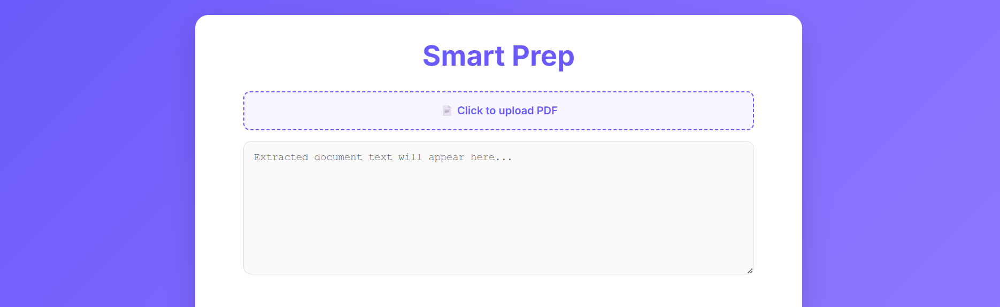 Smart Prep
Click to upload PDF
Extracted document text will appear here...